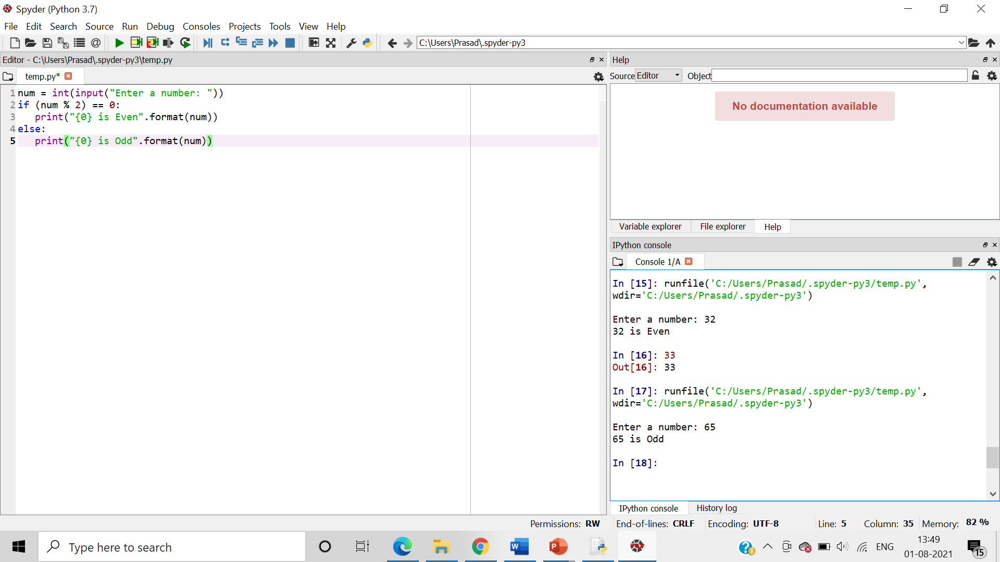 Spyder (Python 3.7)
File Edit Search Source Run Debug Consoles Projects Tools View Help
C:\Users\Prasad\.spyder-py3
Editor - C:\Users\Prasad\.spyder-py3\temp.py
temp.py*
1 num = int(input("Enter a number: "))
2 if (num % 2) == 0:
3    print("{0} is Even".format(num))
4 else:
5    print("{0} is Odd".format(num))
Help
Source Editor Object
No documentation available
Variable explorer File explorer Help
IPython console
Console 1/A
In [15]: runfile('C:/Users/Prasad/.spyder-py3/temp.py',
wdir='C:/Users/Prasad/.spyder-py3')
Enter a number: 32
32 is Even
In [16]: 33
Out[16]: 33
In [17]: runfile('C:/Users/Prasad/.spyder-py3/temp.py',
wdir='C:/Users/Prasad/.spyder-py3')
Enter a number: 65
65 is Odd
In [18]:
IPython console History log
Permissions: RW End-of-lines: CRLF Encoding: UTF-8 Line: 5 Column: 35 Memory: 82 %
Type here to search
ENG
13:49
01-08-2021
15